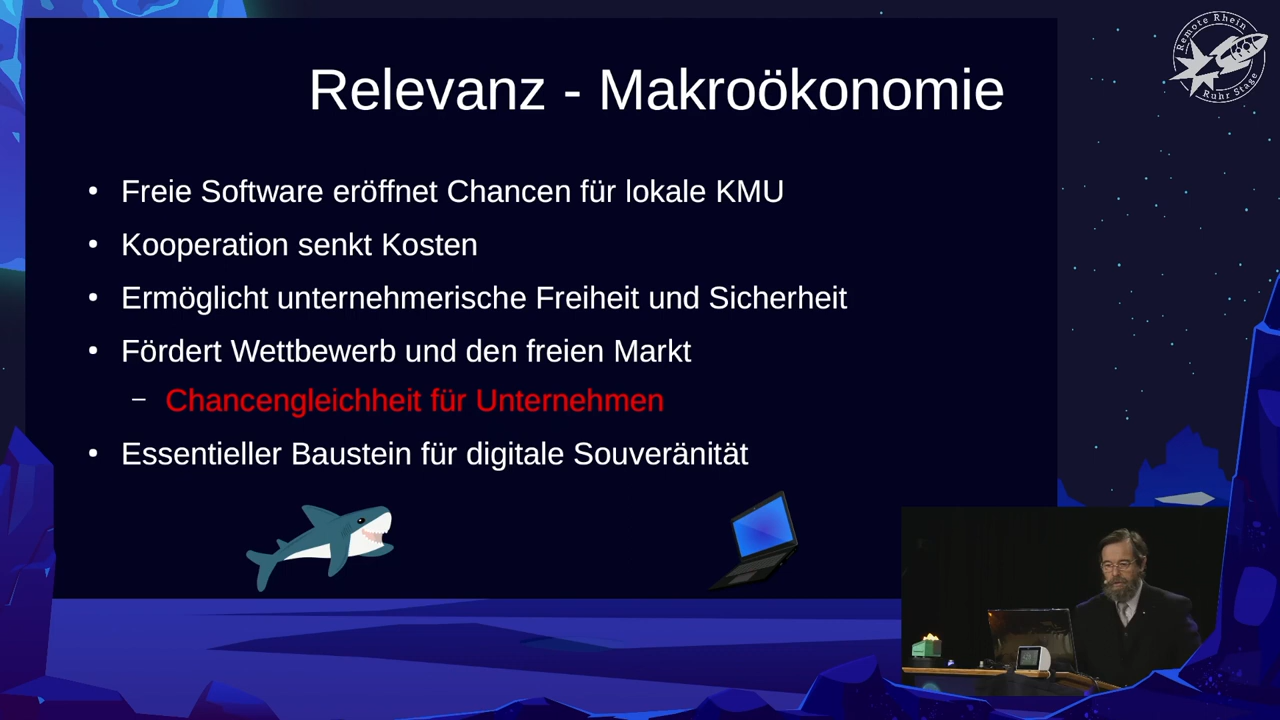 Relevanz - Makroökonomie
Remote Rhein
Ruhr Stage
• Freie Software eröffnet Chancen für lokale KMU
• Kooperation senkt Kosten
• Ermöglicht unternehmerische Freiheit und Sicherheit
• Fördert Wettbewerb und den freien Markt
– Chancengleichheit für Unternehmen
• Essentieller Baustein für digitale Souveränität